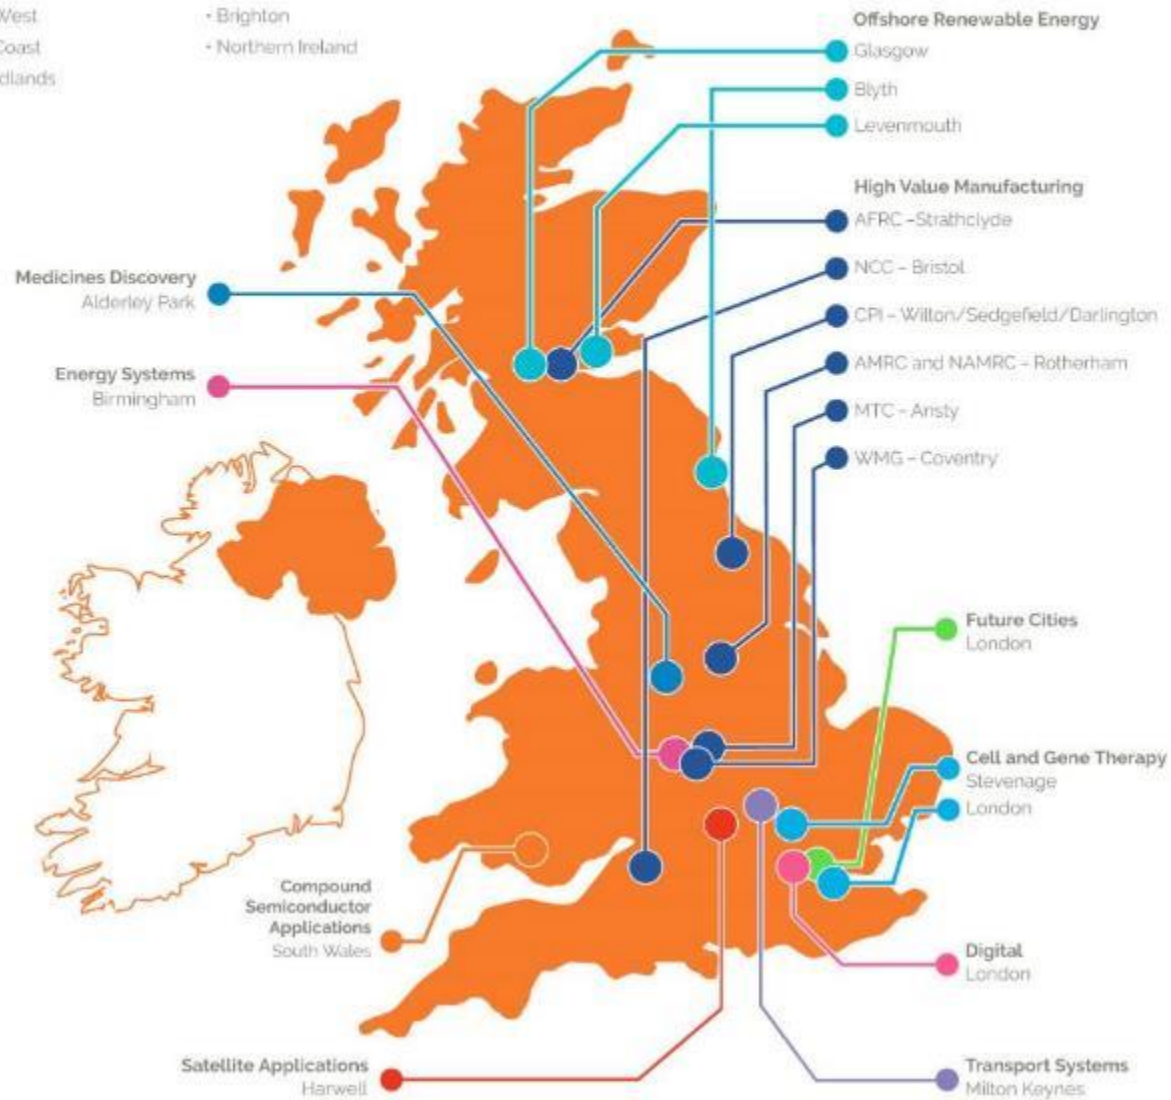 West
• Brighton
Coast
• Northern Ireland
dlands
Offshore Renewable Energy
Glasgow
Blyth
Levenmouth
High Value Manufacturing
AFRC –Strathclyde
NCC – Bristol
CPI – Wilton/Sedgefield/Darlington
AMRC and NAMRC – Rotherham
MTC – Ansty
WMG – Coventry
Medicines Discovery
Alderley Park
Energy Systems
Birmingham
Future Cities
London
Cell and Gene Therapy
Stevenage
London
Compound
Semiconductor
Applications
South Wales
Digital
London
Satellite Applications
Harwell
Transport Systems
Milton Keynes